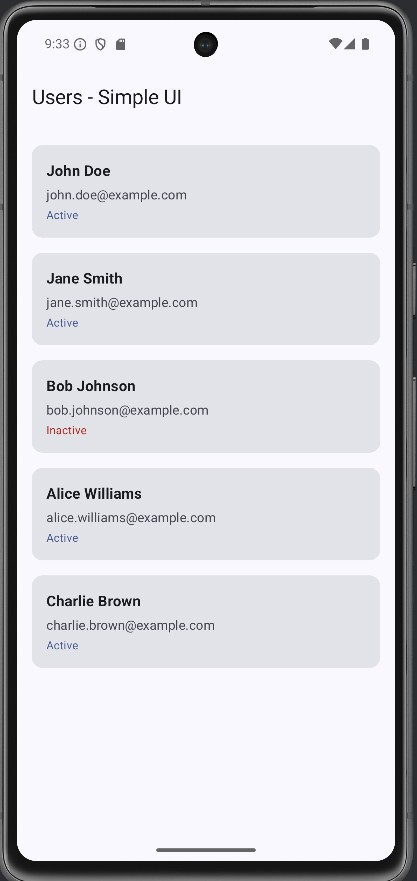 9:33
Users - Simple UI
John Doe
john.doe@example.com
Active
Jane Smith
jane.smith@example.com
Active
Bob Johnson
bob.johnson@example.com
Inactive
Alice Williams
alice.williams@example.com
Active
Charlie Brown
charlie.brown@example.com
Active